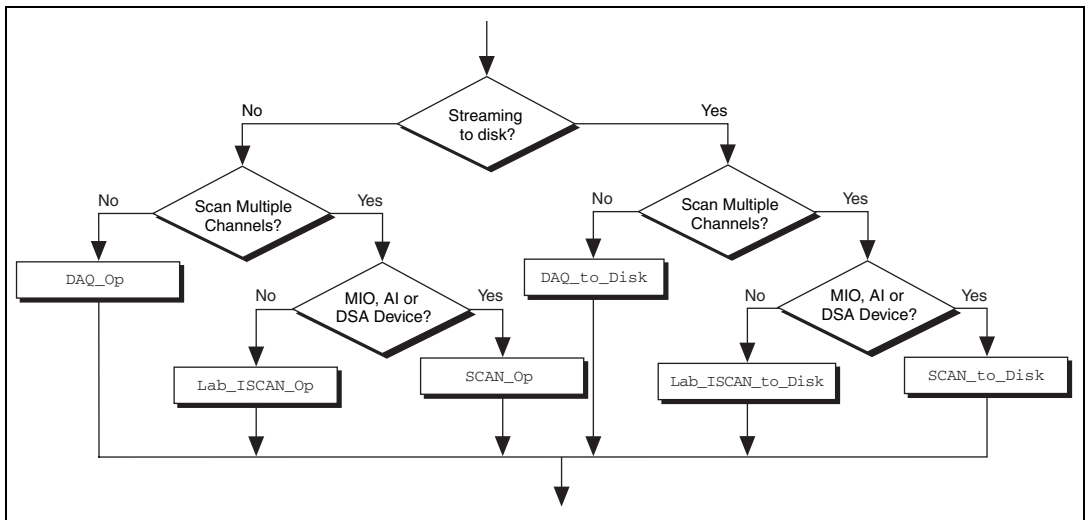 Streaming
to disk?
No
Yes
Scan Multiple
Channels?
No
Yes
Scan Multiple
Channels?
No
Yes
DAQ_Op
MIO, AI or
DSA Device?
No
Yes
DAQ_to_Disk
MIO, AI or
DSA Device?
No
Yes
Lab_ISCAN_Op
SCAN_Op
Lab_ISCAN_to_Disk
SCAN_to_Disk